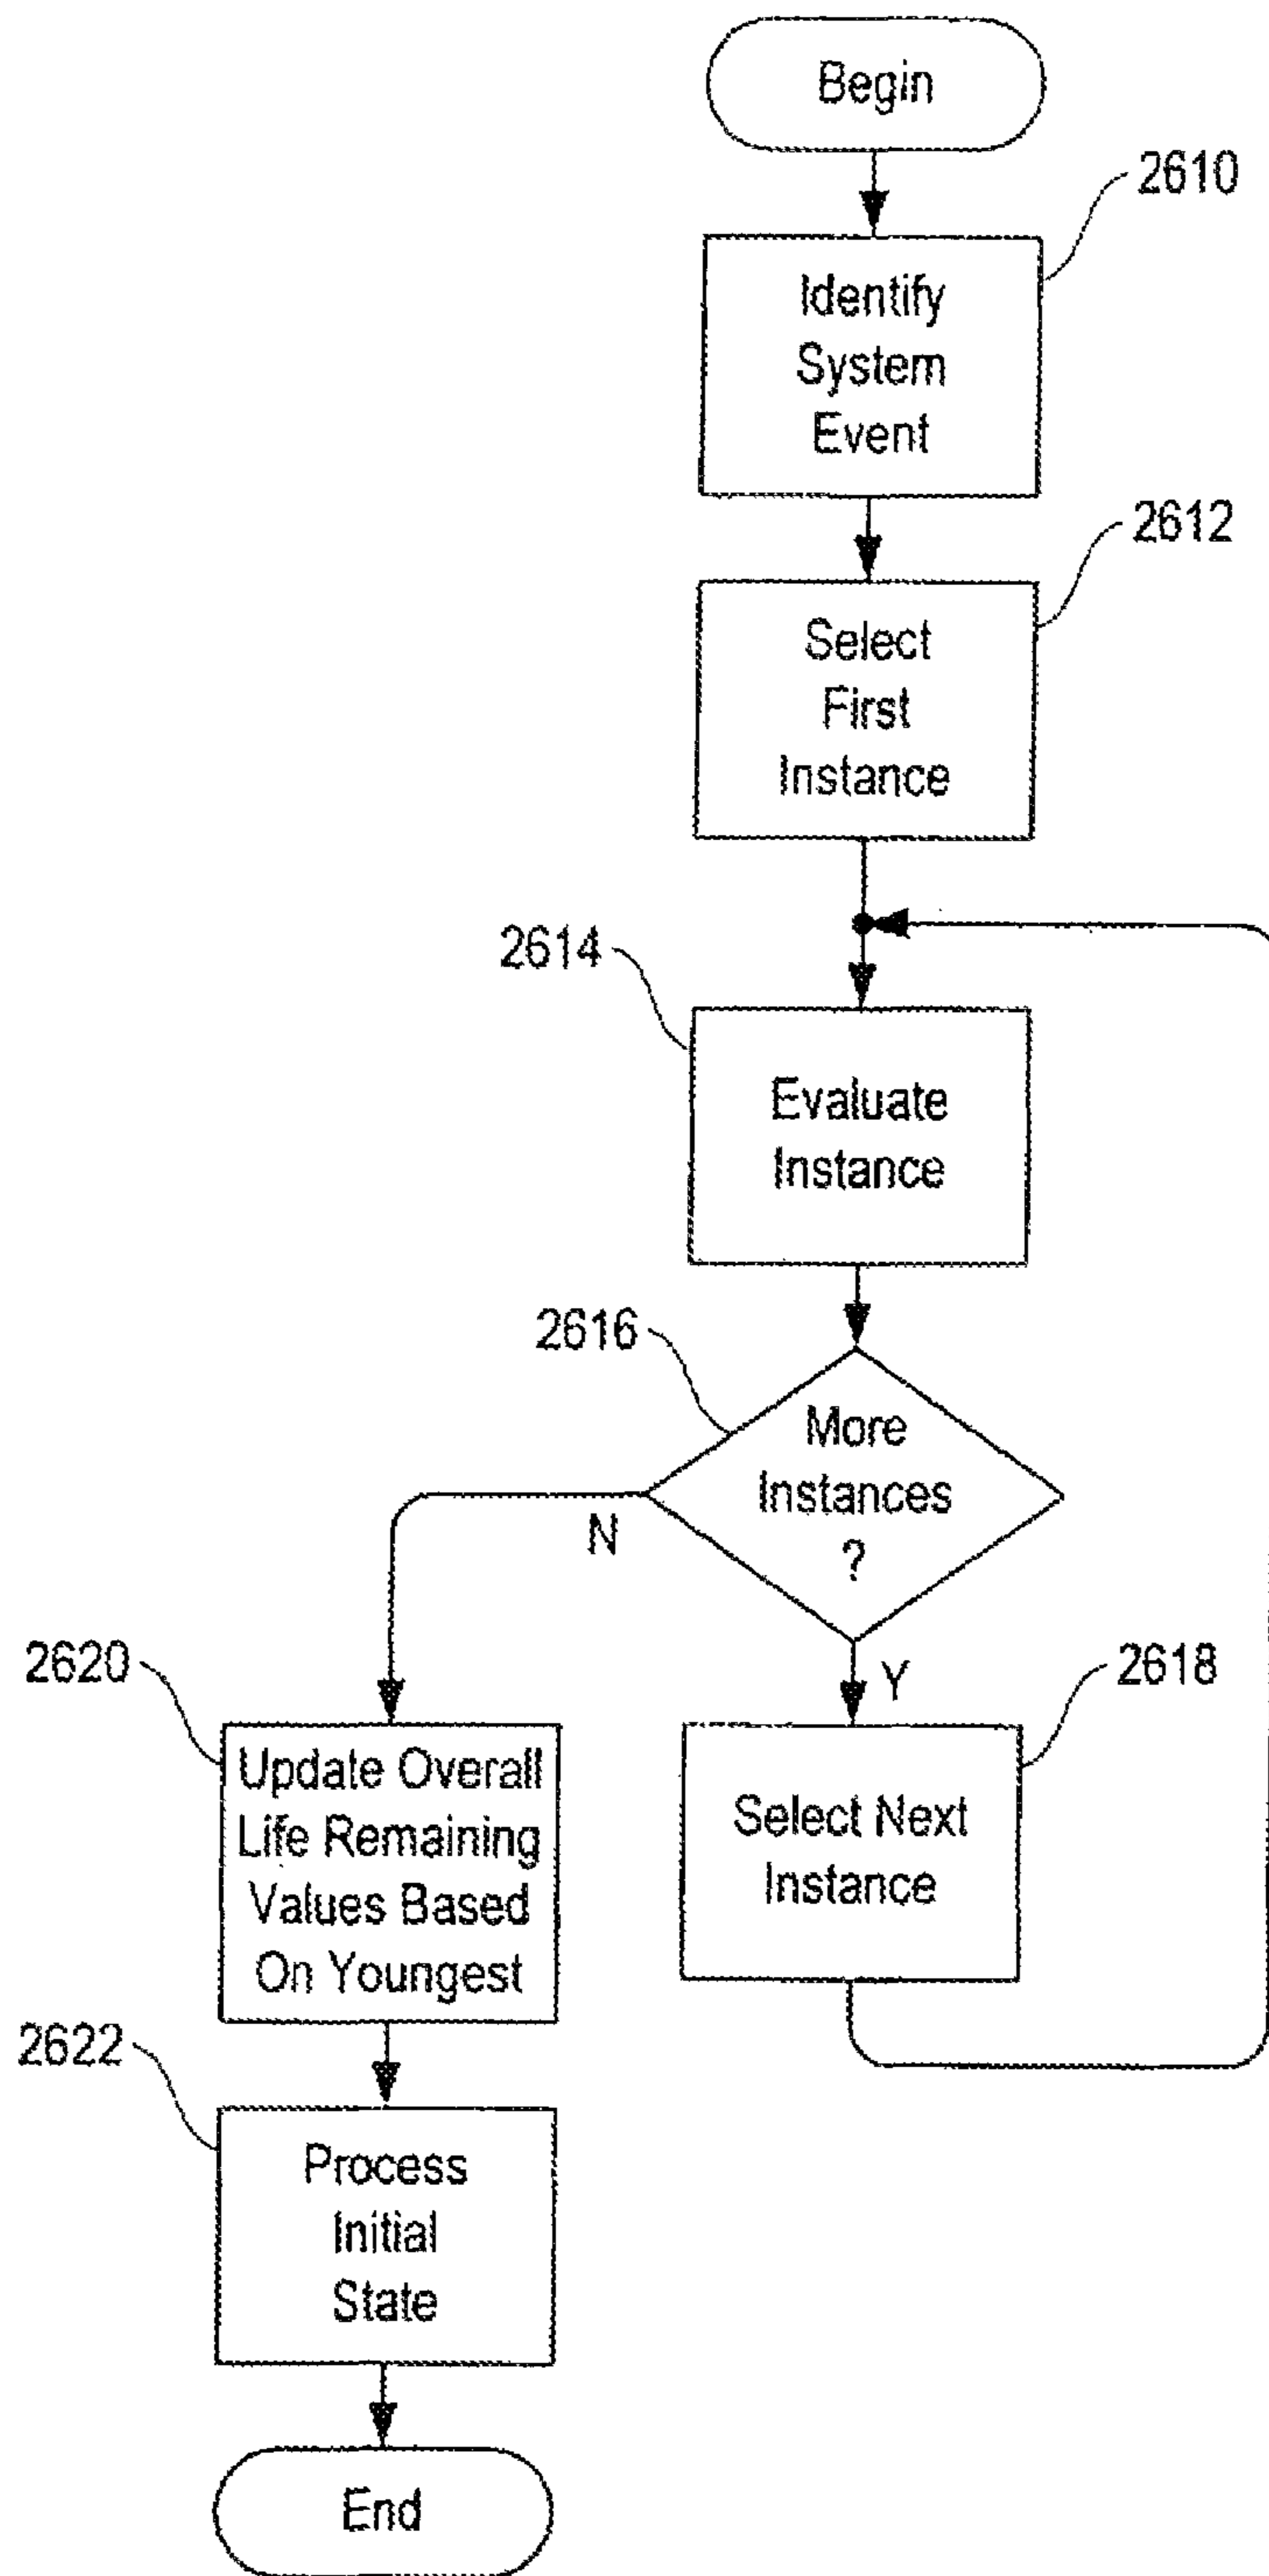 Begin
2610
Identify
System
Event
2612
Select
First
Instance
2614
Evaluate
Instance
2616
More
Instances
?
N
Y
2620
Update Overall
Life Remaining
Values Based
On Youngest
2618
Select Next
Instance
2622
Process
Initial
State
End